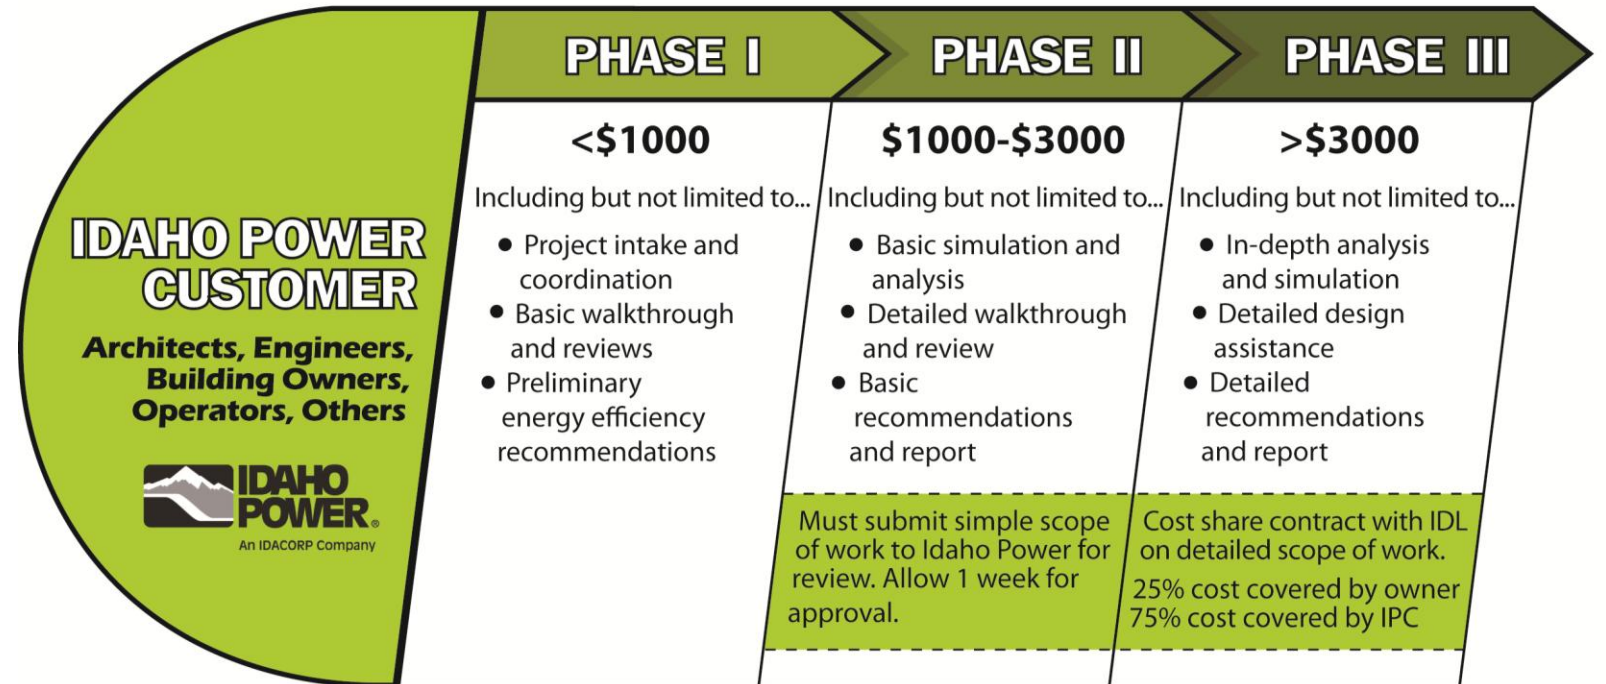 IDAHO POWER
CUSTOMER
Architects, Engineers,
Building Owners,
Operators, Others
IDAHO
POWER®
An IDACORP Company
PHASE I
<$1000
Including but not limited to...
● Project intake and
coordination
● Basic walkthrough
and reviews
● Preliminary
energy efficiency
recommendations
PHASE II
$1000-$3000
Including but not limited to...
● Basic simulation and
analysis
● Detailed walkthrough
and review
● Basic
recommendations
and report
Must submit simple scope
of work to Idaho Power for
review. Allow 1 week for
approval.
PHASE III
>$3000
Including but not limited to...
● In-depth analysis
and simulation
● Detailed design
assistance
● Detailed
recommendations
and report
Cost share contract with IDL
on detailed scope of work.
25% cost covered by owner
75% cost covered by IPC